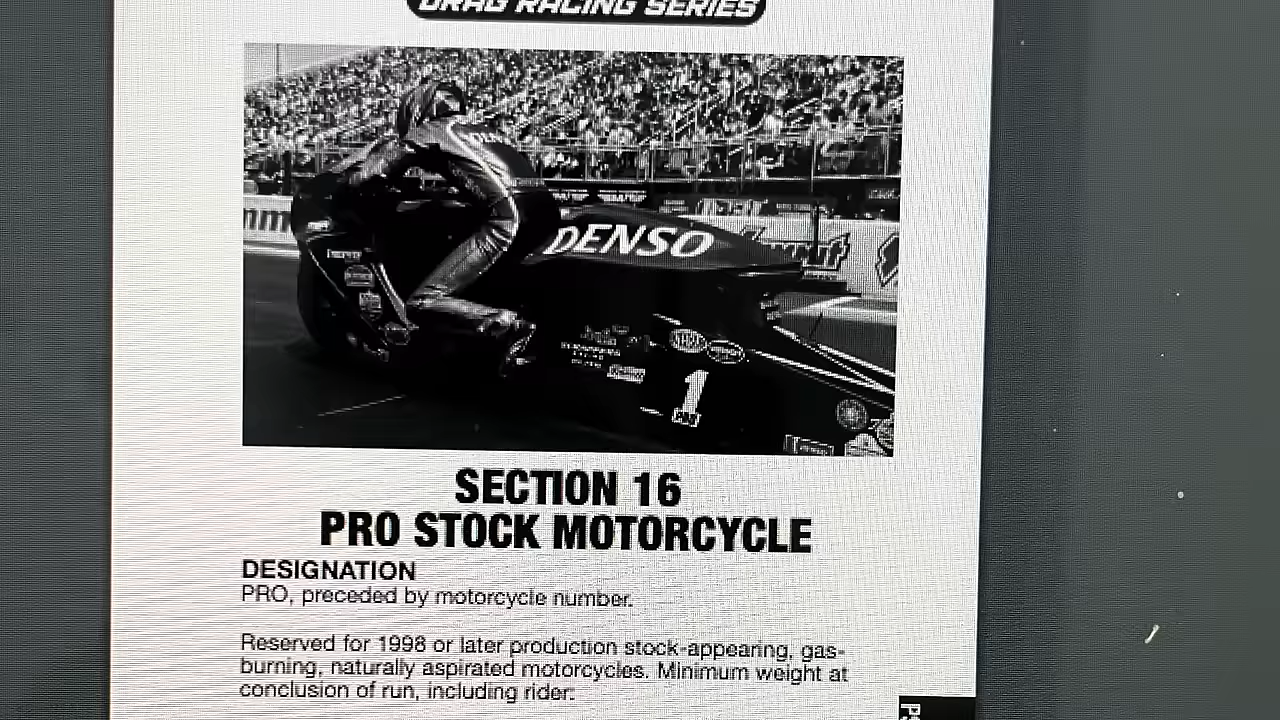 DRAG RACING SERIES
DENSO
1
SECTION 16
PRO STOCK MOTORCYCLE
DESIGNATION
PRO, preceded by motorcycle number.
Reserved for 1998 or later production stock-appearing, gas-
burning, naturally aspirated motorcycles. Minimum weight at
conclusion of run, including rider: